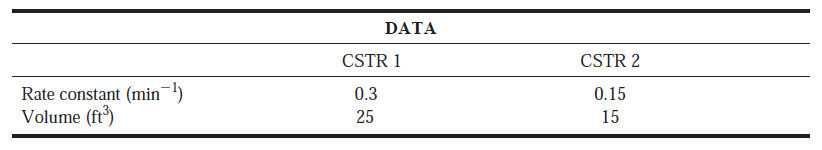 DATA
CSTR 1 CSTR 2
Rate constant (min⁻¹) 0.3 0.15
Volume (ft³) 25 15